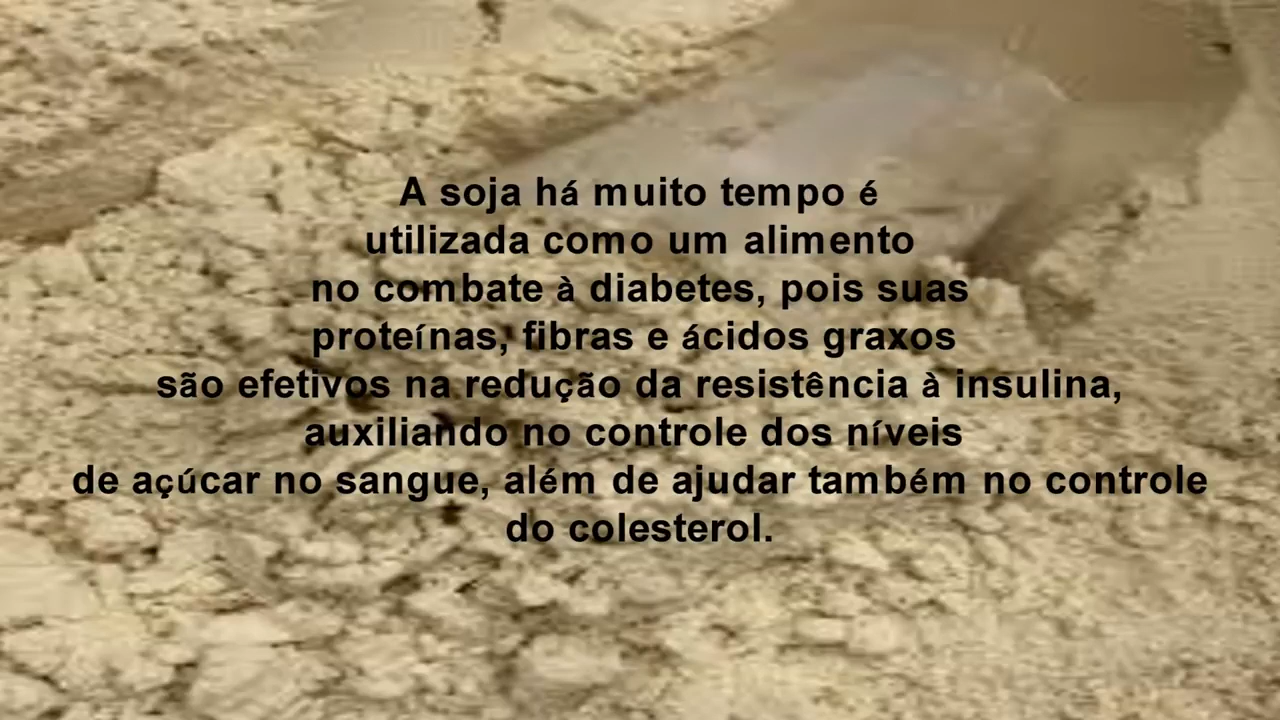 A soja há muito tempo é
utilizada como um alimento
no combate à diabetes, pois suas
proteínas, fibras e ácidos graxos
são efetivos na redução da resistência à insulina,
auxiliando no controle dos níveis
de açúcar no sangue, além de ajudar também no controle
do colesterol.